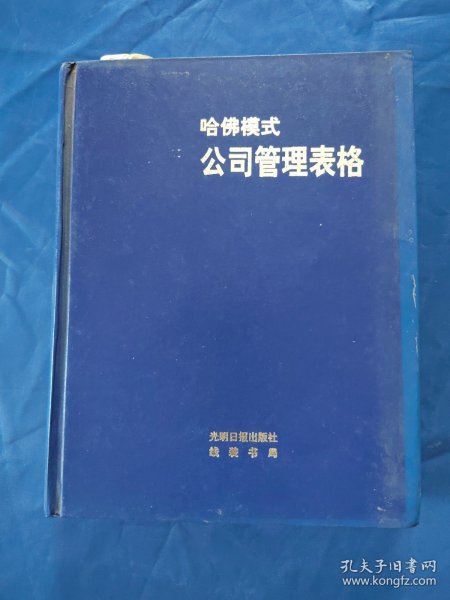 哈佛模式
公司管理表格
光明日报出版社
线装书局
孔夫子旧书网
www.kongfz.com